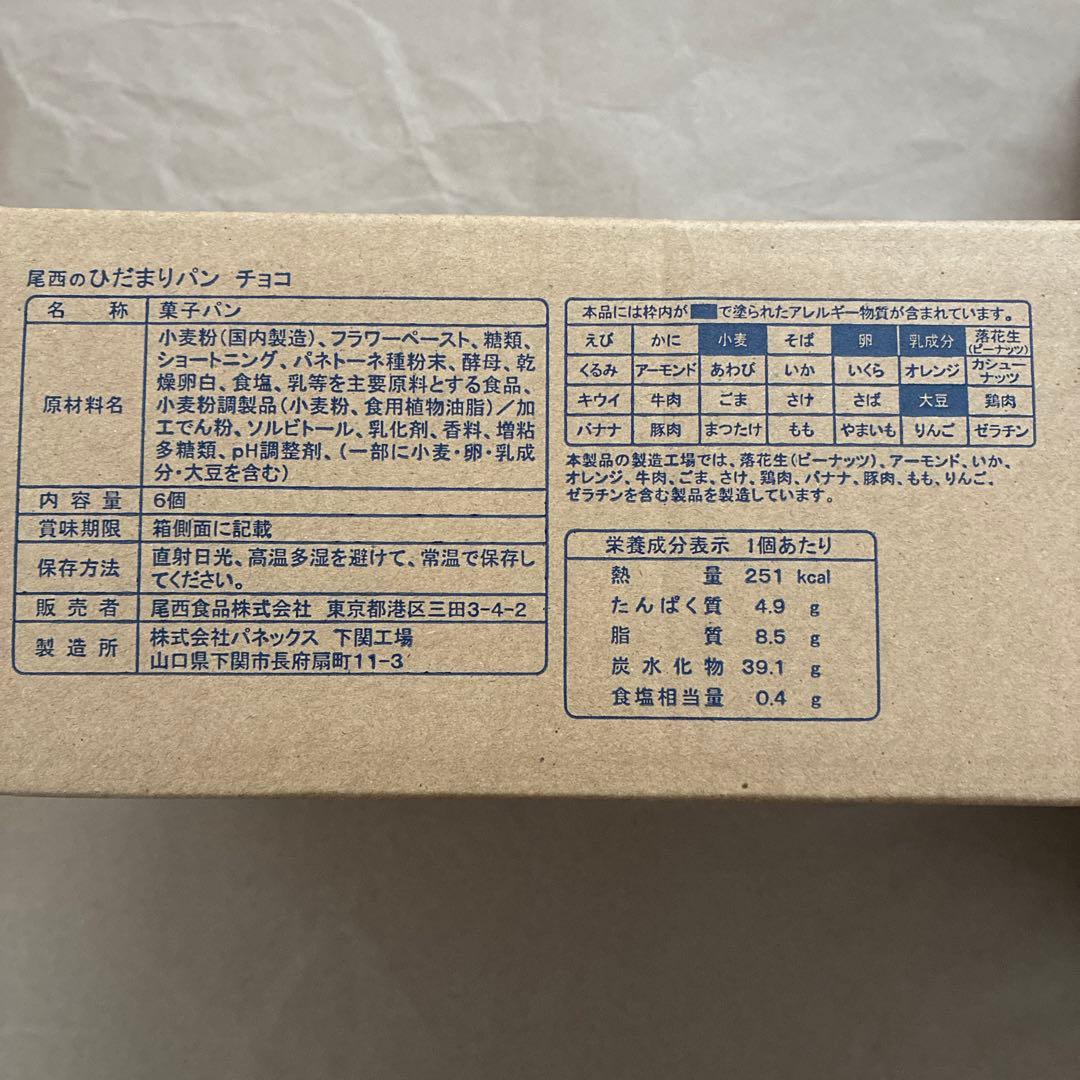 尾西のひだまりパン チョコ
名称 菓子パン
原材料名
小麦粉(国内製造)、フラワーペースト、糖類、
ショートニング、パネトーネ種粉末、酵母、乾
燥卵白、食塩、乳等を主要原料とする食品、
小麦粉調製品(小麦粉、食用植物油脂)/加
工でん粉、ソルビトール、乳化剤、香料、増粘
多糖類、pH調整剤、(一部に小麦・卵・乳成
分・大豆を含む)
内容量 6個
賞味期限 箱側面に記載
保存方法
直射日光、高温多湿を避けて、常温で保存し
てください。
販売者 尾西食品株式会社 東京都港区三田3-4-2
製造所
株式会社パネックス 下関工場
山口県下関市長府扇町11-3
本品には枠内が■で塗られたアレルギー物質が含まれています。
えび かに 小麦 そば 卵 乳成分 落花生(ピーナッツ)
くるみ アーモンド あわび いか いくら オレンジ カシューナッツ
キウイ 牛肉 ごま さけ さば 大豆 鶏肉
バナナ 豚肉 まつたけ もも やまいも りんご ゼラチン
本製品の製造工場では、落花生(ピーナッツ)、アーモンド、いか、
オレンジ、牛肉、ごま、さけ、鶏肉、バナナ、豚肉、もも、りんご、
ゼラチンを含む製品を製造しています。
栄養成分表示 1個あたり
熱量 251 kcal
たんぱく質 4.9 g
脂質 8.5 g
炭水化物 39.1 g
食塩相当量 0.4 g